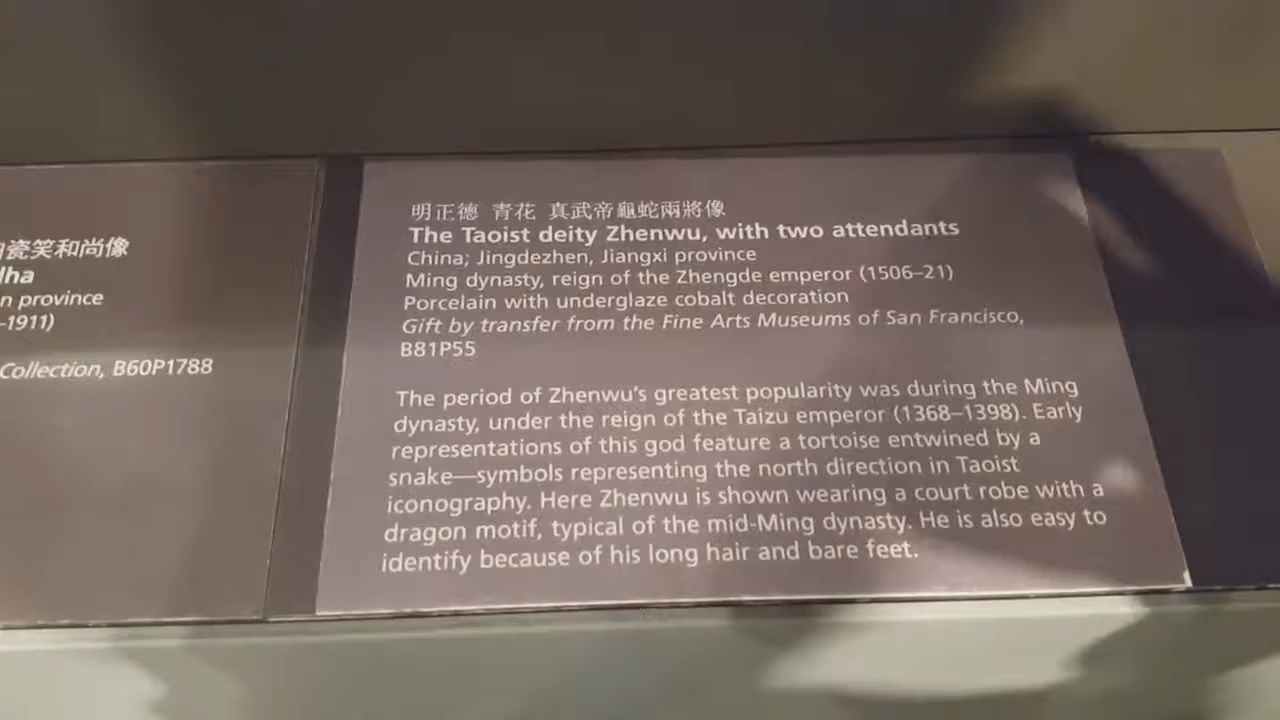 瓷笑和尚像
dha
n province
–1911)
Collection, B60P1788
明正德 青花 真武帝龜蛇兩將像
The Taoist deity Zhenwu, with two attendants
China; Jingdezhen, Jiangxi province
Ming dynasty, reign of the Zhengde emperor (1506–21)
Porcelain with underglaze cobalt decoration
Gift by transfer from the Fine Arts Museums of San Francisco,
B81P55
The period of Zhenwu's greatest popularity was during the Ming
dynasty, under the reign of the Taizu emperor (1368–1398). Early
representations of this god feature a tortoise entwined by a
snake—symbols representing the north direction in Taoist
iconography. Here Zhenwu is shown wearing a court robe with a
dragon motif, typical of the mid-Ming dynasty. He is also easy to
identify because of his long hair and bare feet.